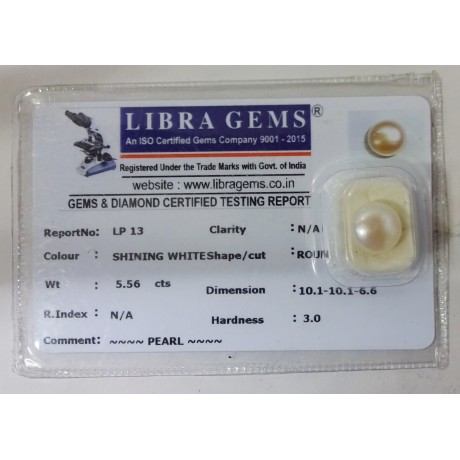 LIBRA GEMS®
An ISO Certified Gems Company 9001 - 2015
Registered Under the Trade Marks with Govt. of India
website : www.libragems.co.in
GEMS & DIAMOND CERTIFIED TESTING REPORT
ReportNo: LP 13 Clarity : N/A
Colour : SHINING WHITE Shape/cut : ROUN
Wt : 5.56 cts Dimension : 10.1-10.1-6.6
R.Index : N/A Hardness : 3.0
Comment: ~~~~ PEARL ~~~~